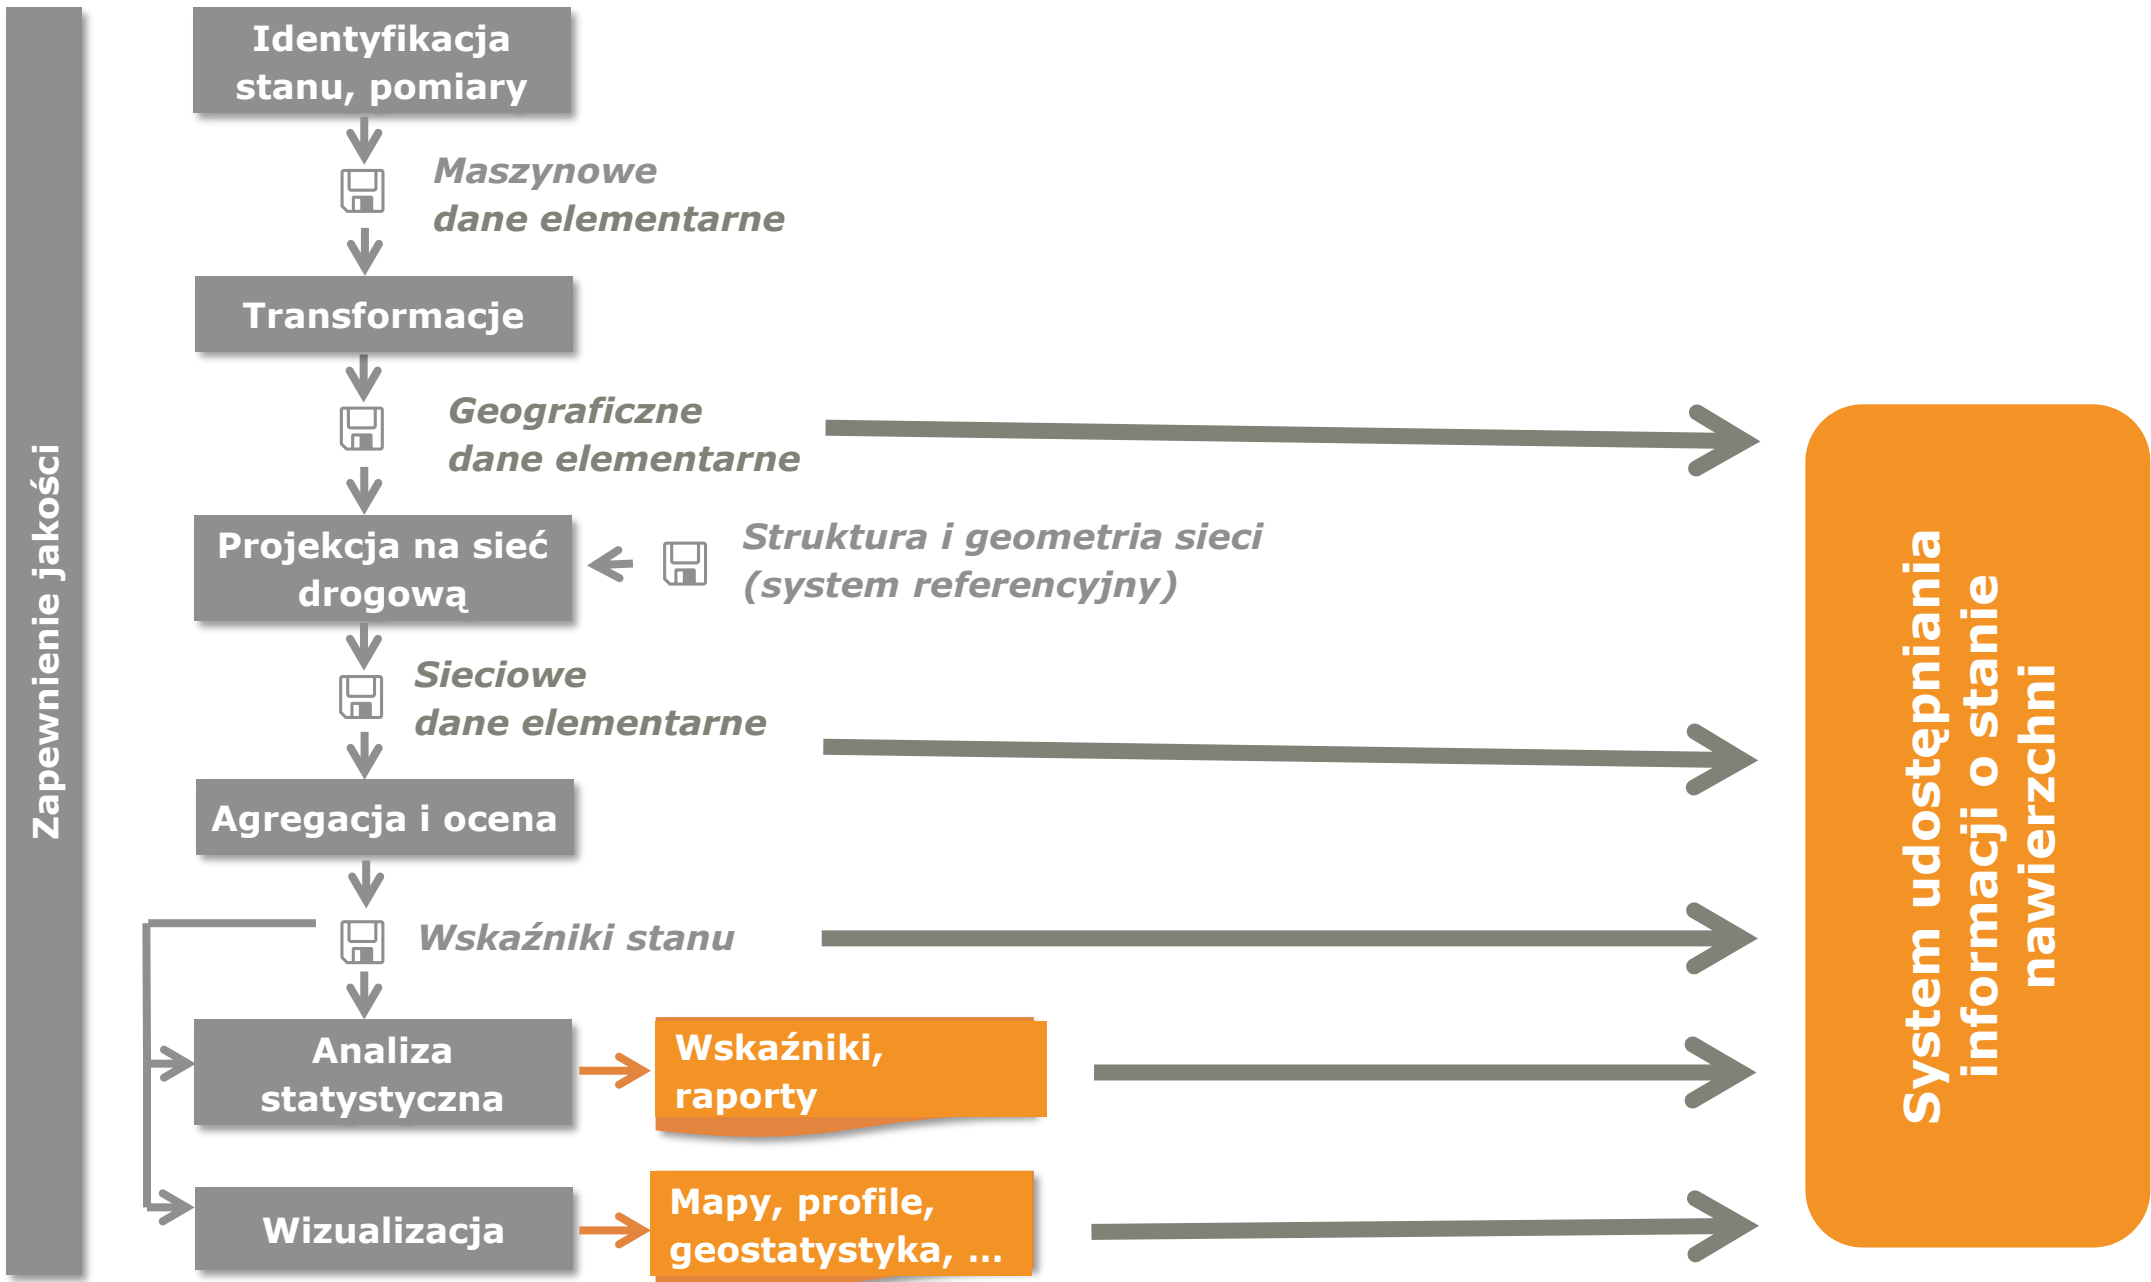 Zapewnienie jakości
Identyfikacja
stanu, pomiary
Maszynowe
dane elementarne
Transformacje
Geograficzne
dane elementarne
Projekcja na sieć
drogową
Struktura i geometria sieci
(system referencyjny)
Sieciowe
dane elementarne
Agregacja i ocena
Wskaźniki stanu
Analiza
statystyczna
Wskaźniki,
raporty
Wizualizacja
Mapy, profile,
geostatystyka, ...
System udostępniania
informacji o stanie
nawierzchni